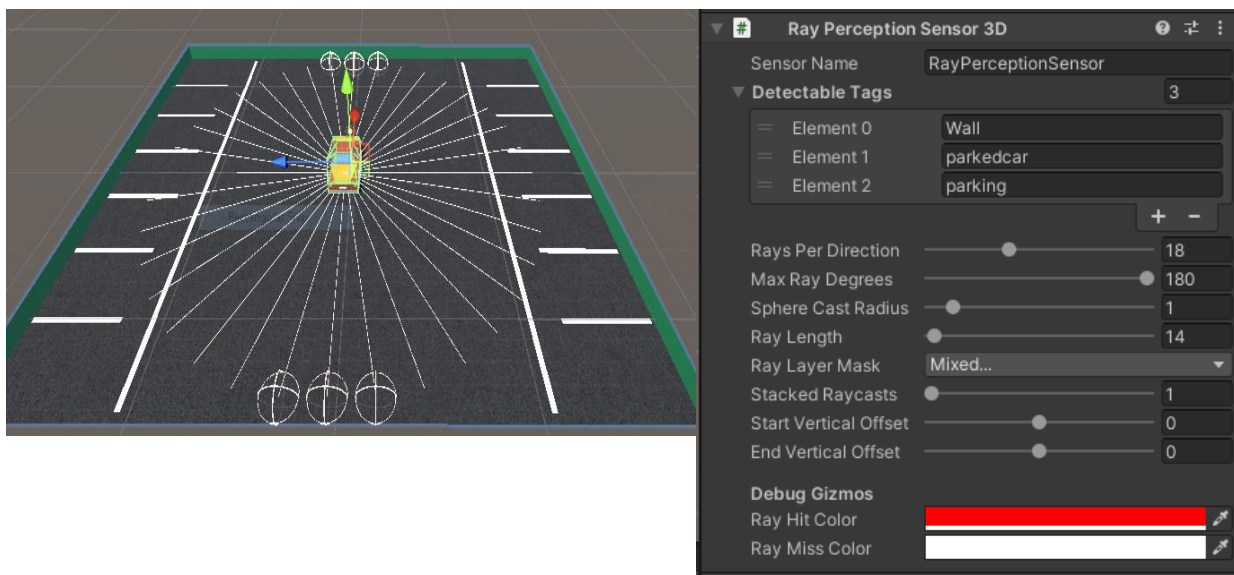 Ray Perception Sensor 3D
Sensor Name RayPerceptionSensor
Detectable Tags 3
Element 0 Wall
Element 1 parkedcar
Element 2 parking
+ -
Rays Per Direction 18
Max Ray Degrees 180
Sphere Cast Radius 1
Ray Length 14
Ray Layer Mask Mixed...
Stacked Raycasts 1
Start Vertical Offset 0
End Vertical Offset 0
Debug Gizmos
Ray Hit Color
Ray Miss Color